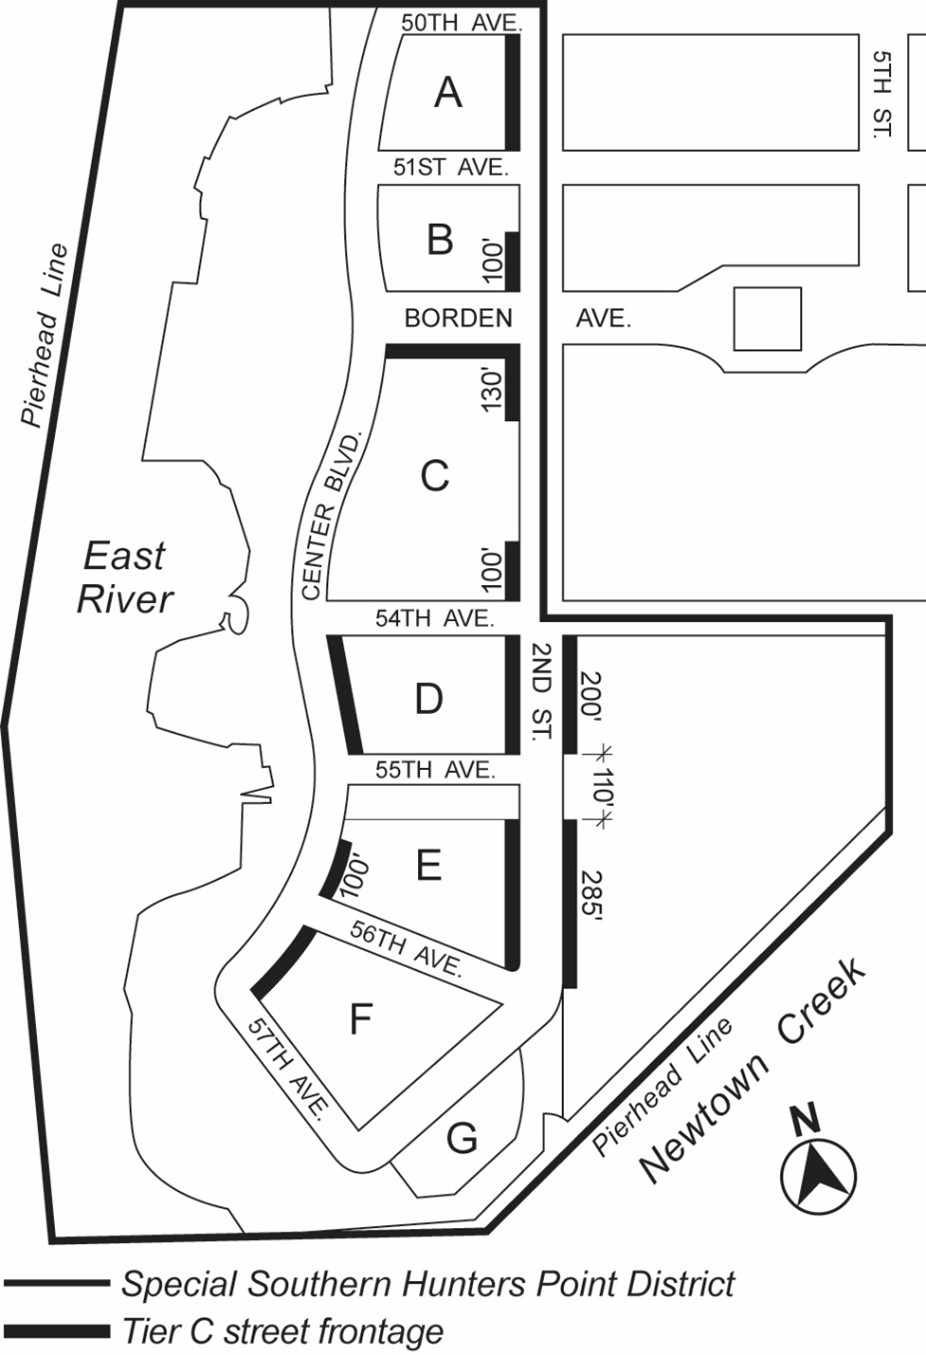 50TH AVE.
5TH ST.
A
51ST AVE.
B
100'
Pierhead Line
BORDEN AVE.
130'
C
CENTER BLVD.
100'
East
River
54TH AVE.
2ND ST.
D
200'
55TH AVE.
110'
E
100'
285'
56TH AVE.
F
57TH AVE.
Pierhead Line
Newtown Creek
G
N
Special Southern Hunters Point District
Tier C street frontage